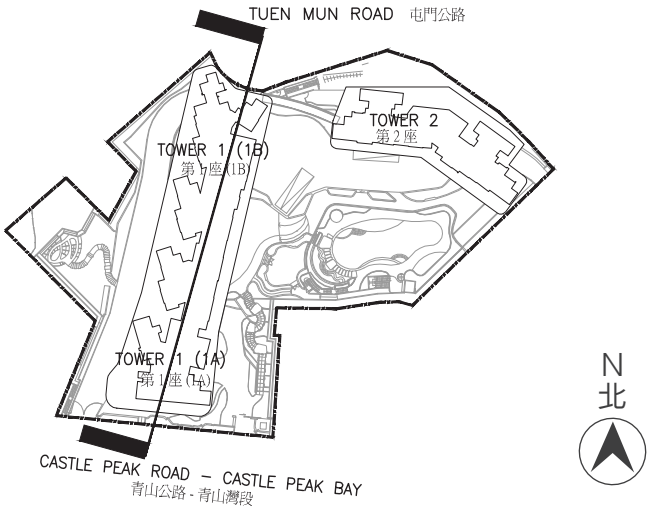 TUEN MUN ROAD 屯門公路
TOWER 2
第 2 座
TOWER 1 (1B)
第 1 座 (1B)
TOWER 1 (1A)
第 1 座 (1A)
N
北
CASTLE PEAK ROAD - CASTLE PEAK BAY
青山公路 - 青山灣段